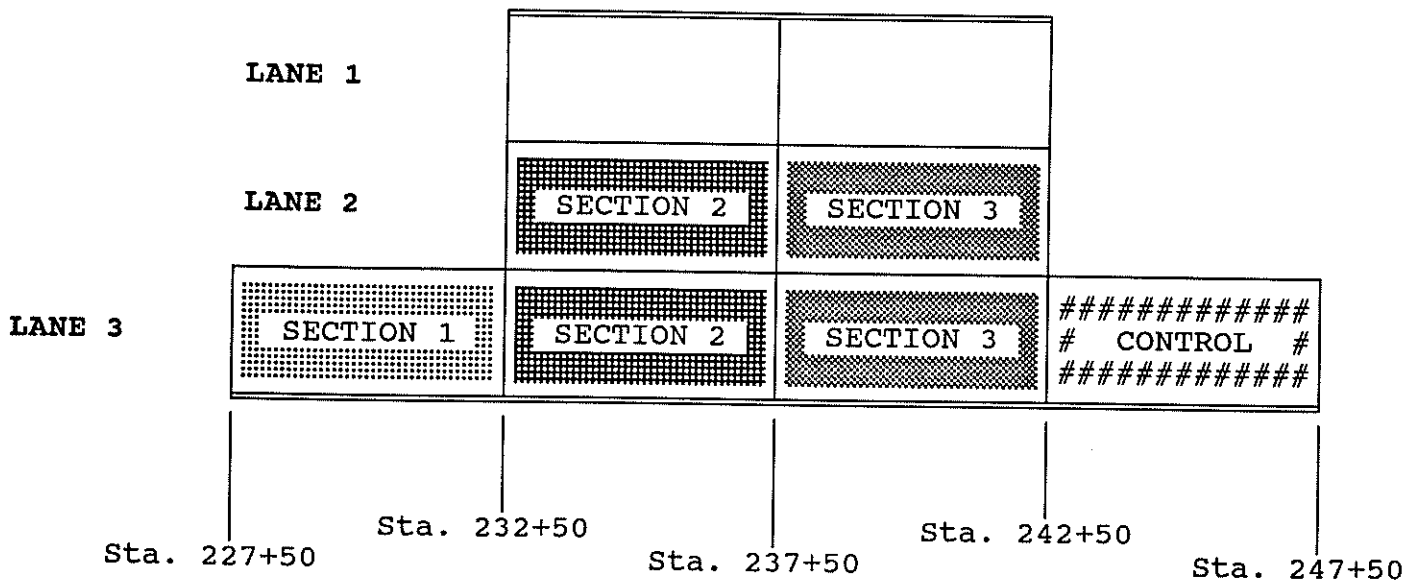 LANE 1
LANE 2
SECTION 2
SECTION 3
LANE 3
SECTION 1
SECTION 2
SECTION 3
#############
# CONTROL #
#############
Sta. 227+50
Sta. 232+50
Sta. 237+50
Sta. 242+50
Sta. 247+50